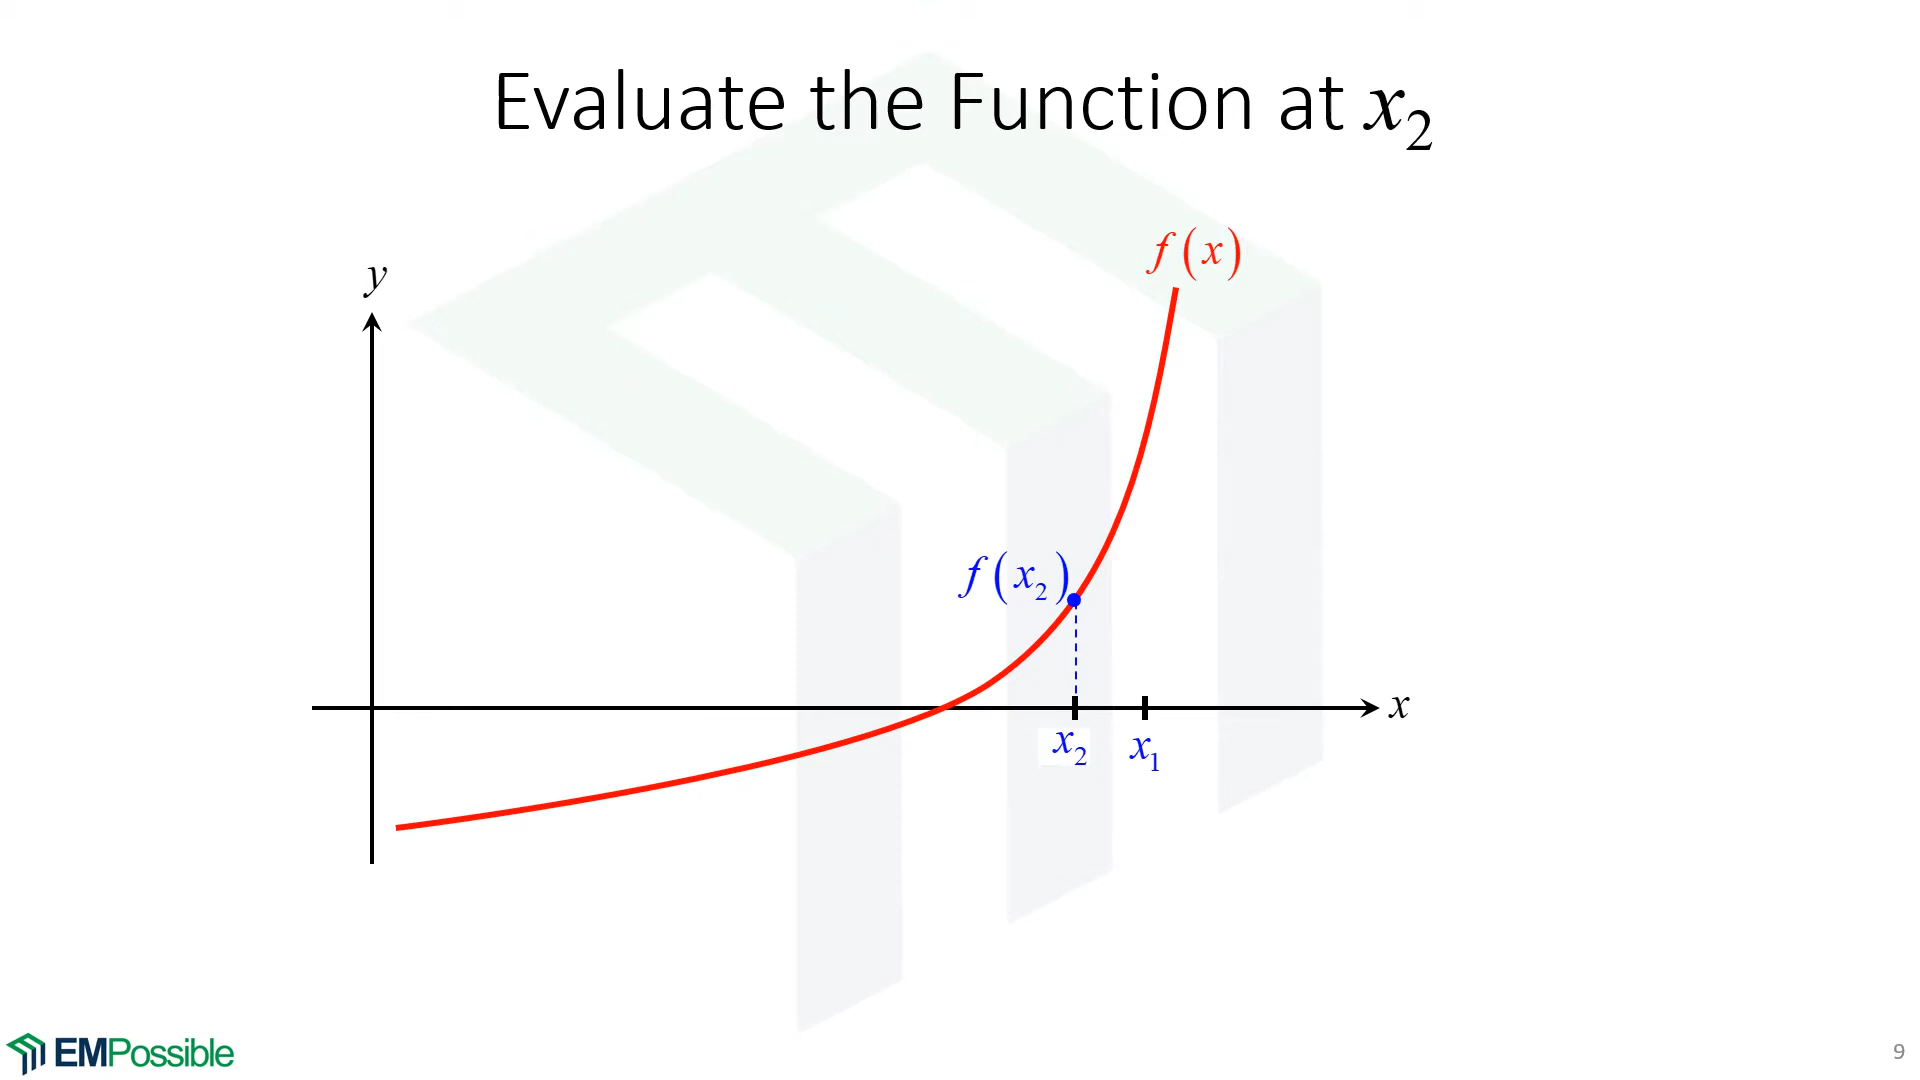 Evaluate the Function at x₂
f(x)
y
f(x₂)
x
x₂ x₁
EMPossible
9